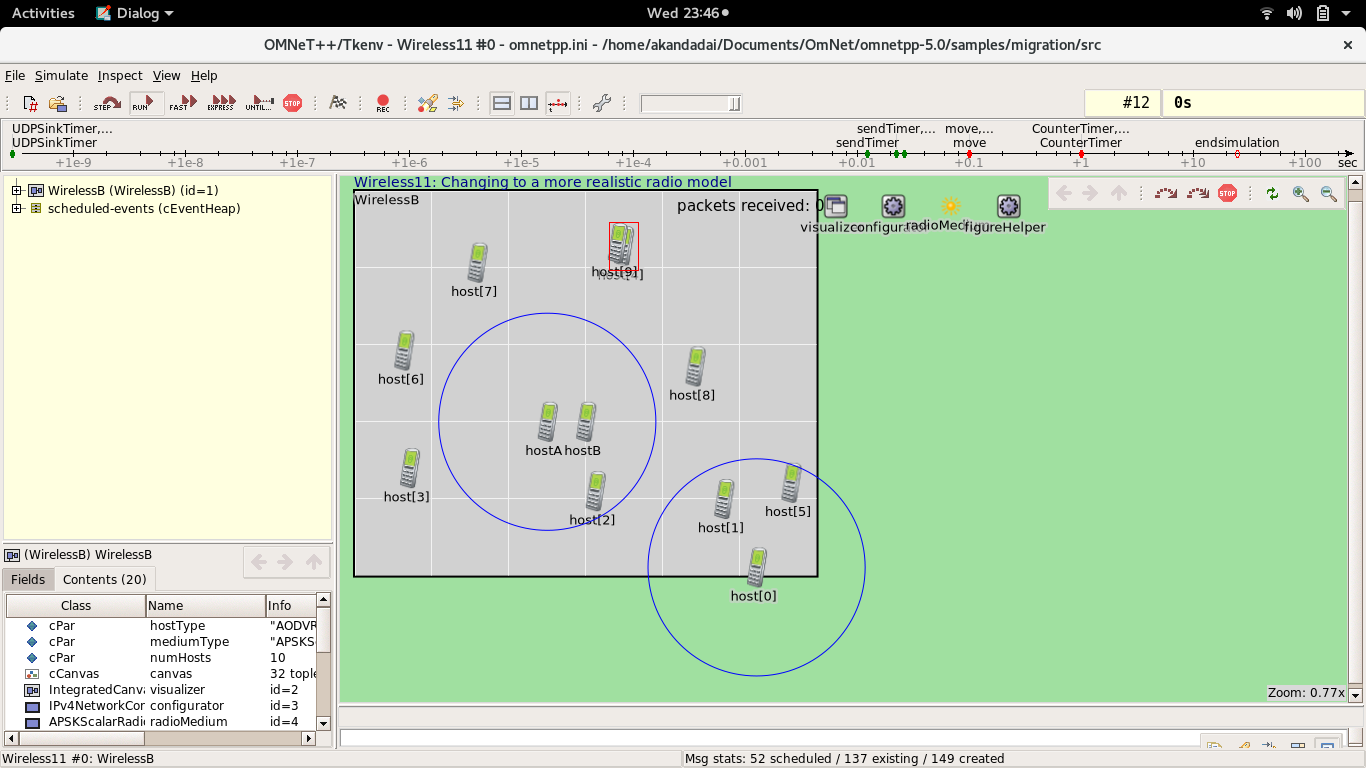 Activities Dialog Wed 23:46
OMNeT++/Tkenv - Wireless11 #0 - omnetpp.ini - /home/akandadai/Documents/OmNet/omnetpp-5.0/samples/migration/src
File Simulate Inspect View Help
STEP RUN FAST EXPRESS UNTIL... STOP REC #12 0s
UDPSinkTimer,... sendTimer,... move,... CounterTimer,...
UDPSinkTimer sendTimer move CounterTimer endsimulation
+1e-9 +1e-8 +1e-7 +1e-6 +1e-5 +1e-4 +0.001 +0.01 +0.1 +1 +10 +100 sec
WirelessB (WirelessB) (id=1)
scheduled-events (cEventHeap)
Wireless11: Changing to a more realistic radio model
WirelessB
packets received: 0
STOP
figureHelper
host[9]
host[7]
host[6]
host[8]
hostA hostB
host[3]
host[2]
host[5]
host[1]
host[0]
Zoom: 0.77x
(WirelessB) WirelessB
Fields Contents (20)
Class Name Info
cPar hostType "AODVR
cPar mediumType "APSKS
cPar numHosts 10
cCanvas canvas 32 tople
IntegratedCanv visualizer id=2
IPv4NetworkCor configurator id=3
APSKScalarRadi radioMedium id=4
Wireless11 #0: WirelessB
Msg stats: 52 scheduled / 137 existing / 149 created